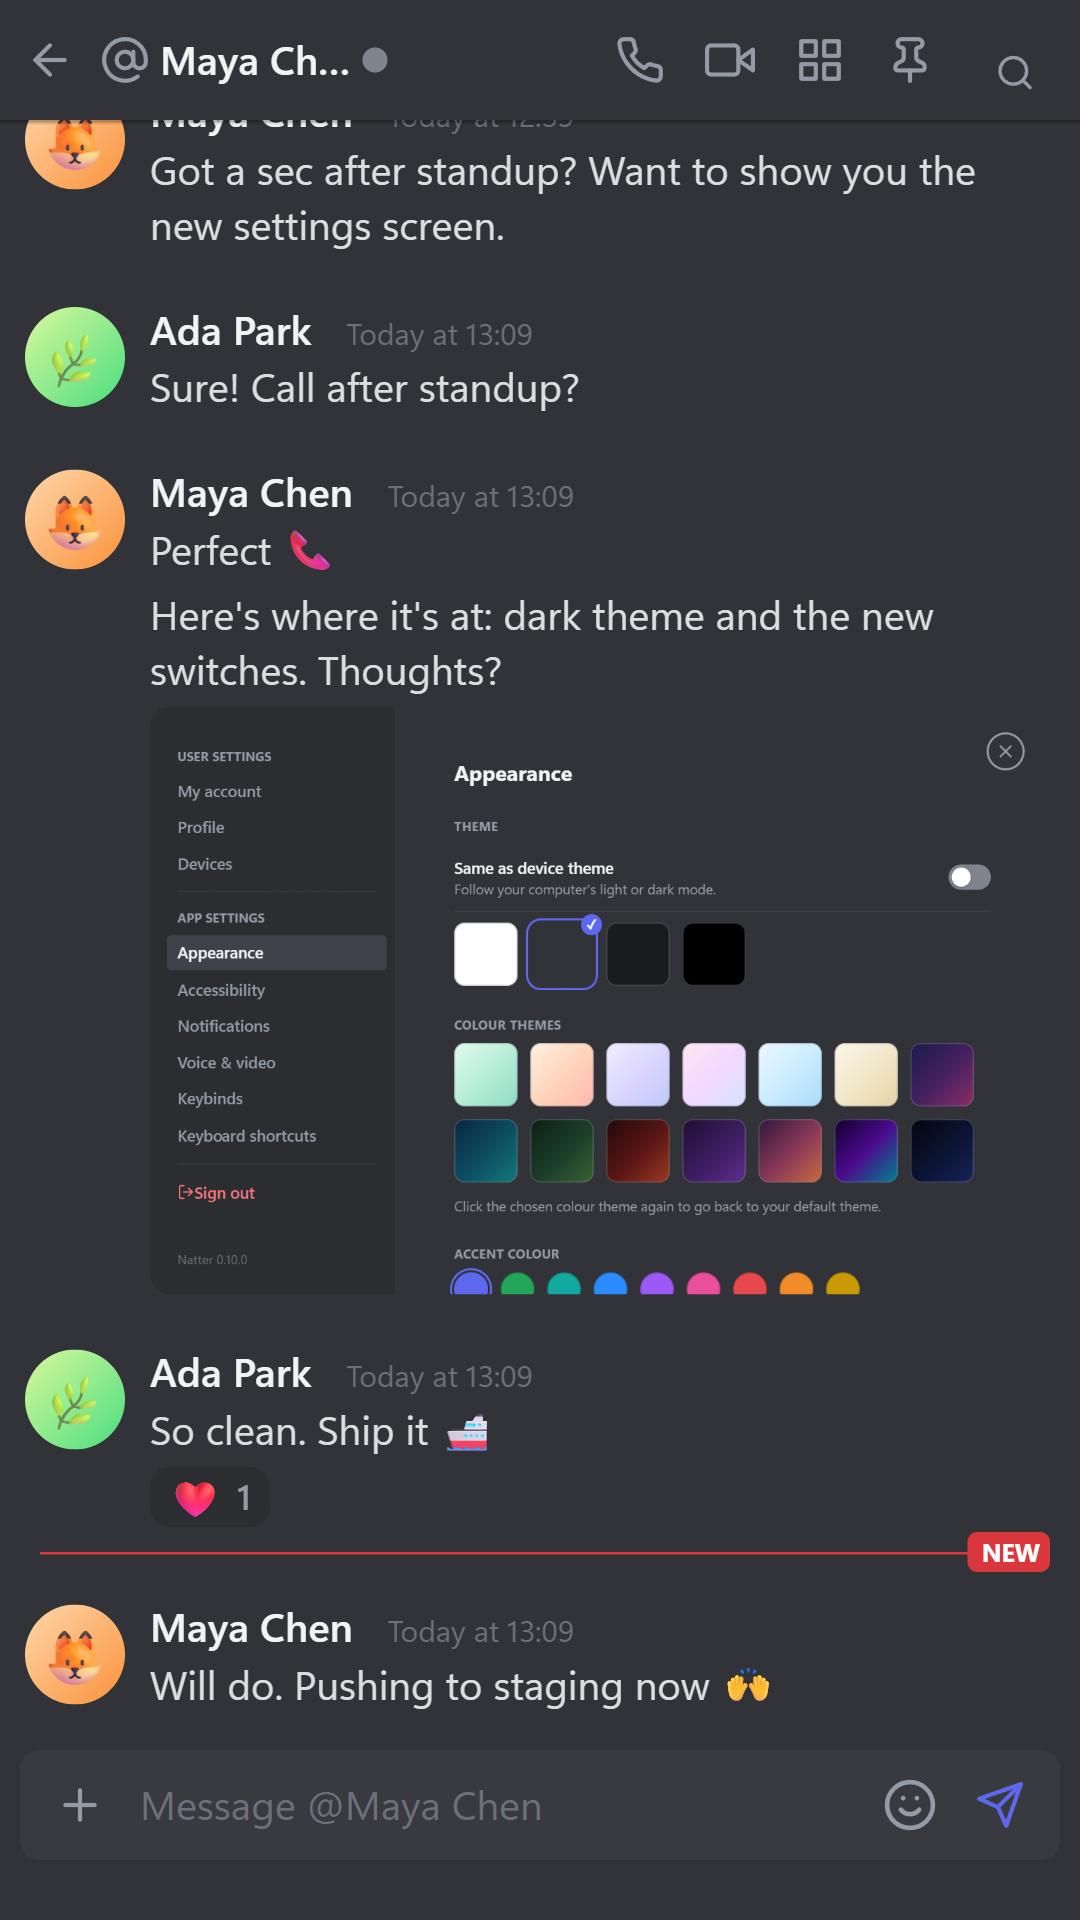 Maya Ch...
Maya Chen Today at 12:59
Got a sec after standup? Want to show you the
new settings screen.
Ada Park Today at 13:09
Sure! Call after standup?
Maya Chen Today at 13:09
Perfect 📞
Here's where it's at: dark theme and the new
switches. Thoughts?
USER SETTINGS
My account
Profile
Devices
APP SETTINGS
Appearance
Accessibility
Notifications
Voice & video
Keybinds
Keyboard shortcuts
Sign out
Natter 0.10.0
Appearance
THEME
Same as device theme
Follow your computer's light or dark mode.
COLOUR THEMES
Click the chosen colour theme again to go back to your default theme.
ACCENT COLOUR
Ada Park Today at 13:09
So clean. Ship it 🚢
❤️ 1
NEW
Maya Chen Today at 13:09
Will do. Pushing to staging now 🙌
Message @Maya Chen